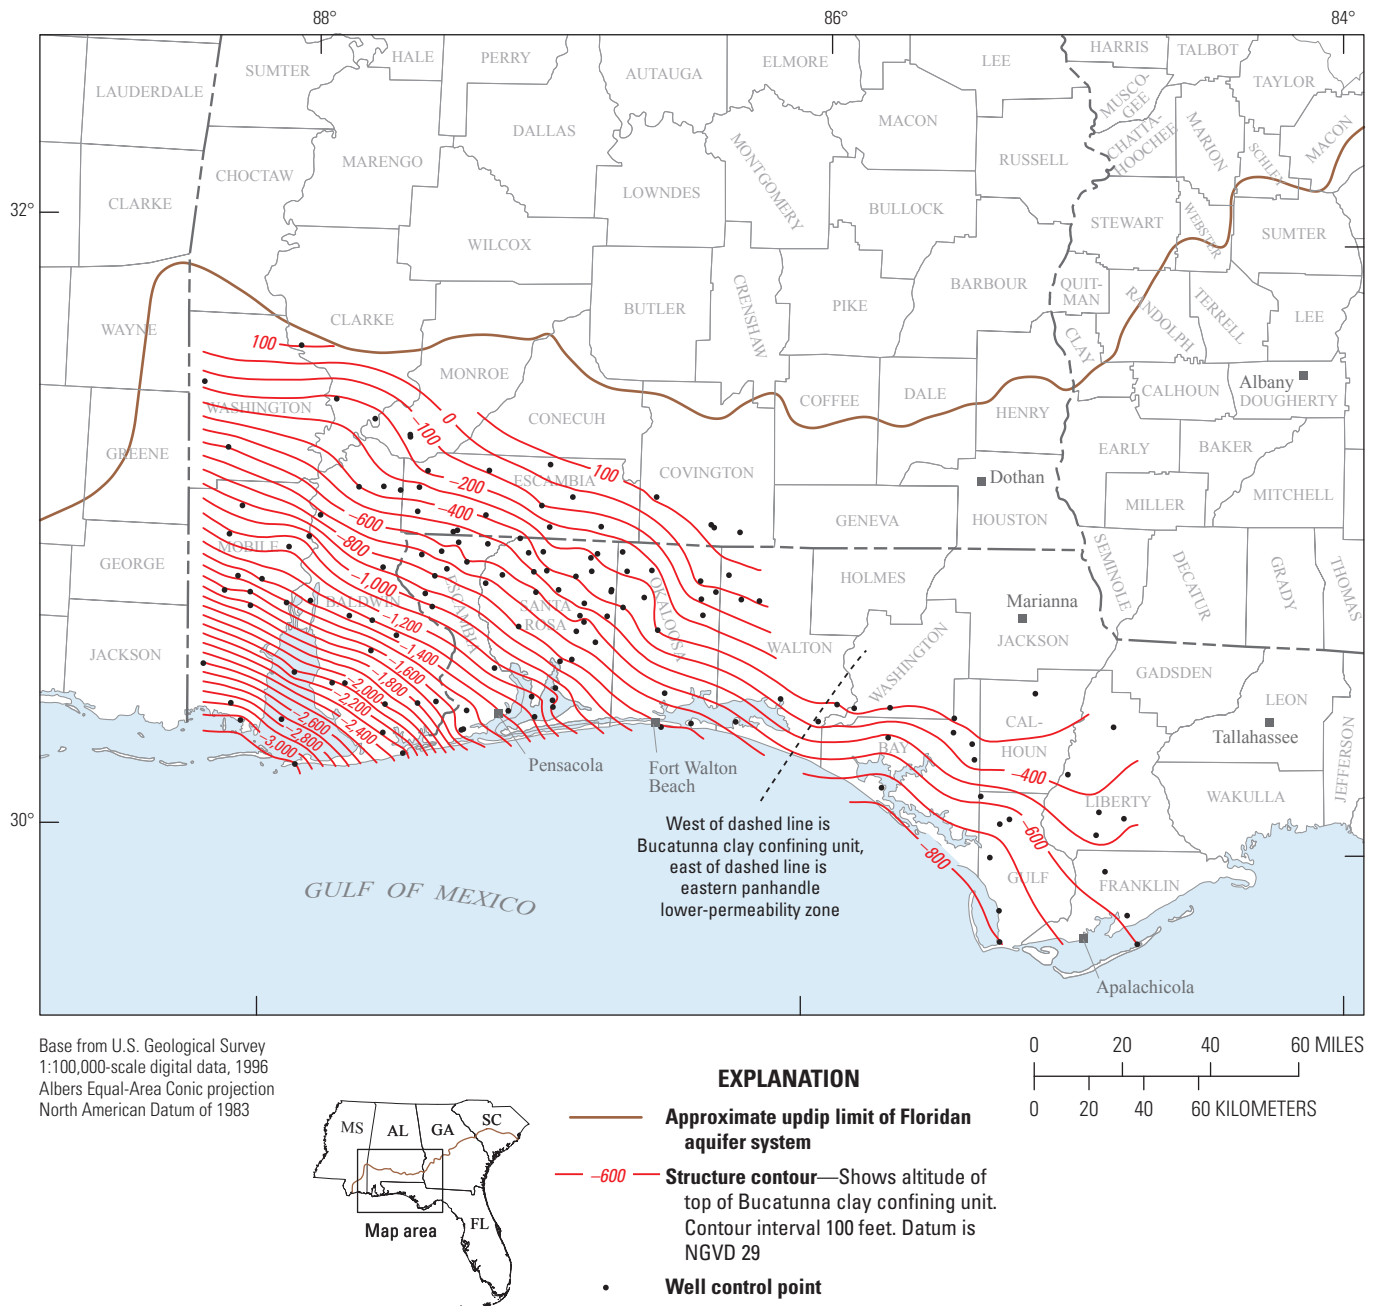 88°
86°
84°
HALE
PERRY
AUTAUGA
ELMORE
LEE
HARRIS
TALBOT
SUMTER
LAUDERDALE
TAYLOR
MUSCO-
GEE
MACON
DALLAS
MACON
CHATTA-
HOOCHEE
MARION
SCHLEY
MARENGO
MONTGOMERY
RUSSELL
CHOCTAW
LOWNDES
CLARKE
32°
BULLOCK
STEWART
WEBSTER
SUMTER
WILCOX
BARBOUR
QUIT-
MAN
CRENSHAW
BUTLER
PIKE
RANDOLPH
TERRELL
LEE
WAYNE
CLARKE
CLAY
100
MONROE
Albany
DOUGHERTY
CALHOUN
COFFEE
DALE
HENRY
WASHINGTON
0
–100
CONECUH
GREENE
EARLY
BAKER
100
COVINGTON
ESCAMBIA
–200
Dothan
MITCHELL
MILLER
–400
–600
GENEVA
HOUSTON
MOBILE
–800
GEORGE
SEMINOLE
DECATUR
GRADY
THOMAS
HOLMES
–1,000
BALDWIN
ESCAMBIA
SANTA
ROSA
OKALOOSA
Marianna
JACKSON
–1,200
JACKSON
WALTON
WASHINGTON
–1,400
–1,600
GADSDEN
–1,800
–2,000
–2,200
LEON
Tallahassee
–2,600
–2,400
–2,800
–3,000
CAL-
HOUN
BAY
JEFFERSON
Pensacola
Fort Walton
Beach
–400
LIBERTY
WAKULLA
30°
West of dashed line is
Bucatunna clay confining unit,
east of dashed line is
eastern panhandle
lower-permeability zone
–600
–800
GULF
FRANKLIN
GULF OF MEXICO
Apalachicola
Base from U.S. Geological Survey
1:100,000-scale digital data, 1996
Albers Equal-Area Conic projection
North American Datum of 1983
0 20 40 60 MILES
0 20 40 60 KILOMETERS
MS
AL
GA
SC
FL
Map area
EXPLANATION
Approximate updip limit of Floridan
aquifer system
–600
Structure contour—Shows altitude of
top of Bucatunna clay confining unit.
Contour interval 100 feet. Datum is
NGVD 29
Well control point